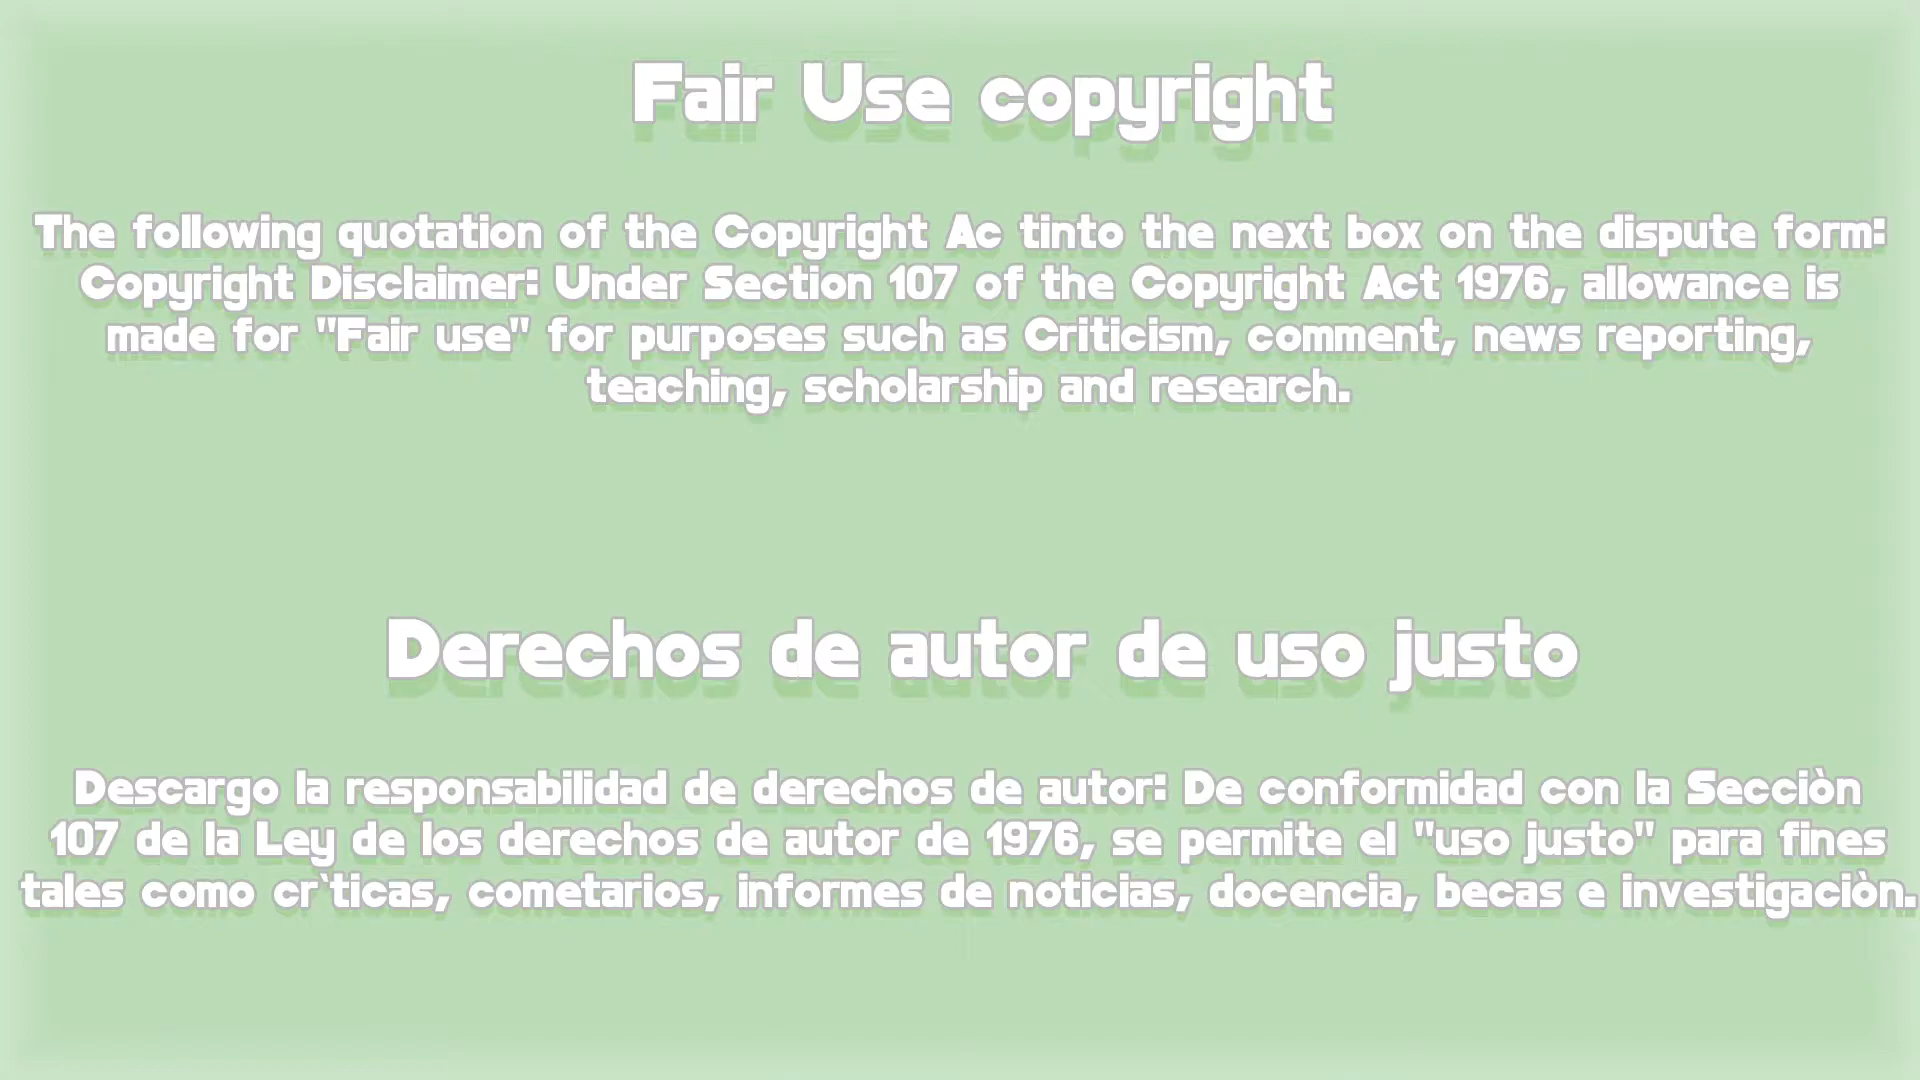 Fair Use copyright
The following quotation of the Copyright Ac tinto the next box on the dispute form:
Copyright Disclaimer: Under Section 107 of the Copyright Act 1976, allowance is
made for "Fair use" for purposes such as Criticism, comment, news reporting,
teaching, scholarship and research.
Derechos de autor de uso justo
Descargo la responsabilidad de derechos de autor: De conformidad con la Secciòn
107 de la Ley de los derechos de autor de 1976, se permite el "uso justo" para fines
tales como cr`ticas, cometarios, informes de noticias, docencia, becas e investigaciòn.